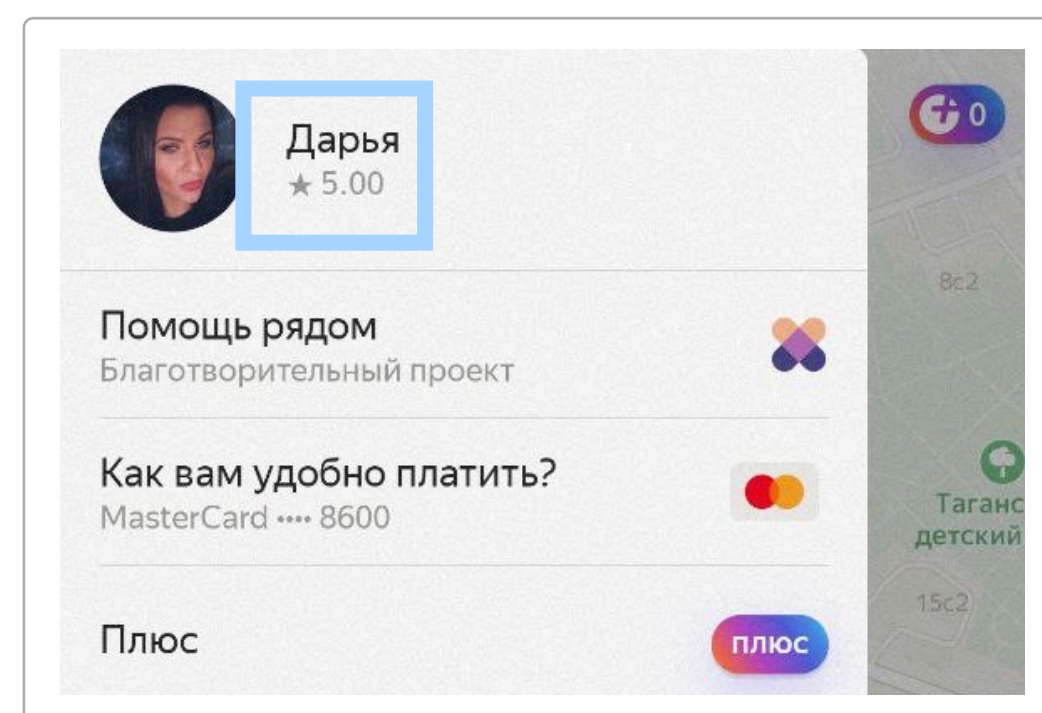 Дарья
★ 5.00
0
8с2
Помощь рядом
Благотворительный проект
Как вам удобно платить?
MasterCard •••• 8600
Таганс
детский
15с2
Плюс
плюс